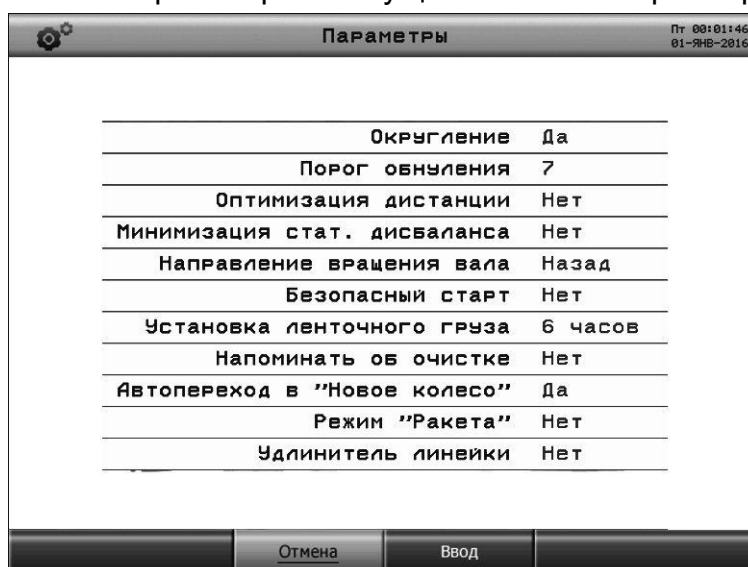 Параметры
Пт 00:01:46
01-ЯНВ-2016
Округление Да
Порог обнуления 7
Оптимизация дистанции Нет
Минимизация стат. дисбаланса Нет
Направление вращения вала Назад
Безопасный старт Нет
Установка ленточного груза 6 часов
Напоминать об очистке Нет
Автопереход в "Новое колесо" Да
Режим "Ракета" Нет
Удлинитель линейки Нет
Отмена Ввод